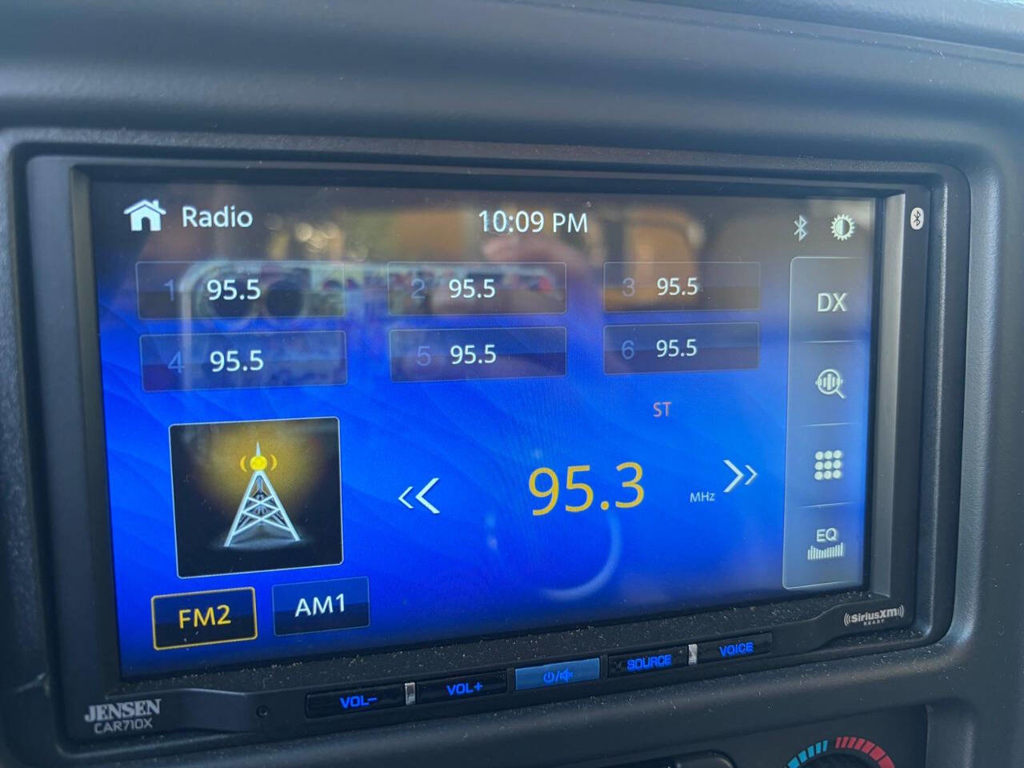 Radio
10:09 PM
1 95.5
2 95.5
3 95.5
4 95.5
5 95.5
6 95.5
DX
ST
95.3
MHz
EQ
FM2
AM1
VOL-
VOL+
SOURCE
VOICE
JENSEN
CAR710X
SiriusXM
READY